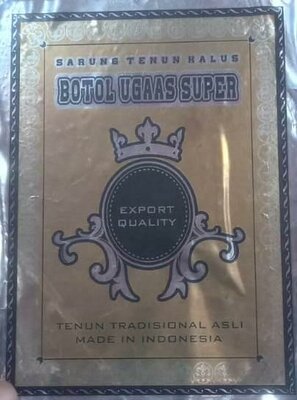 SARUNG TENUN HALUS
BOTOL UGAAS SUPER
EXPORT
QUALITY
TENUN TRADISIONAL ASLI
MADE IN INDONESIA